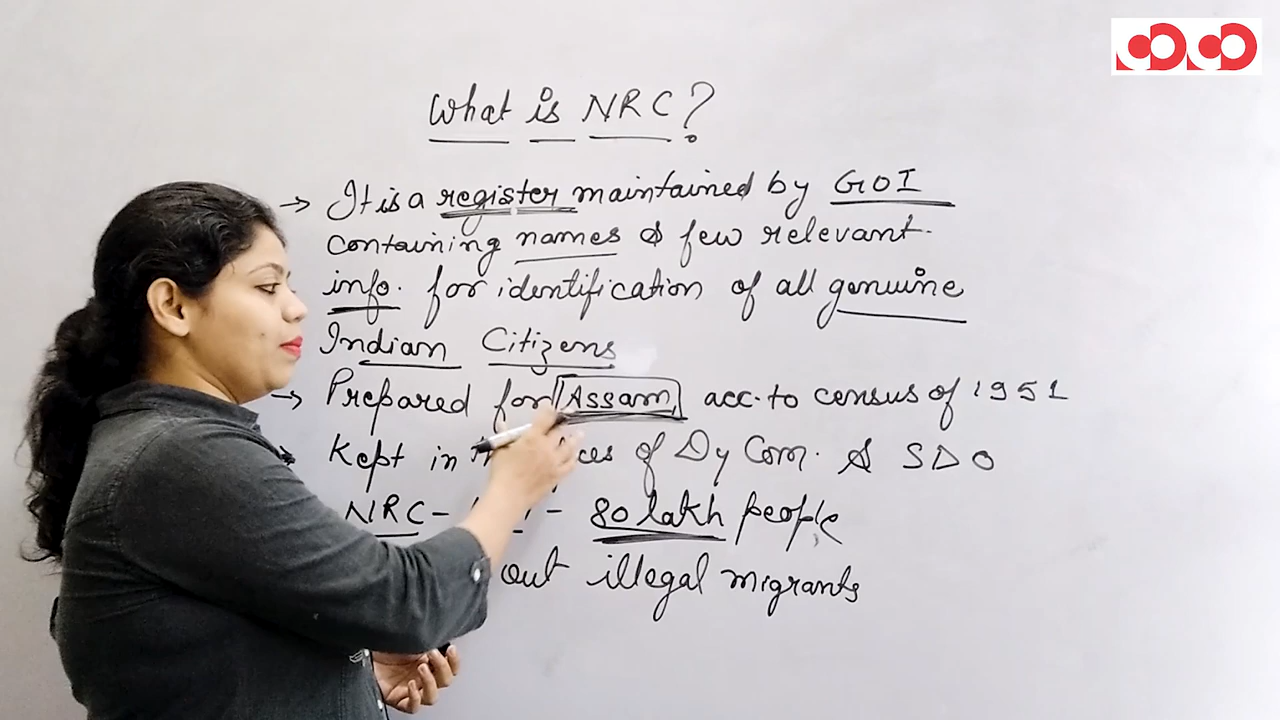 What is NRC?
→ It is a register maintained by GOI
containing names & few relevant
info. for identification of all genuine
Indian Citizens
→ Prepared for Assam acc. to census of 1951
Kept in of Dy Com. & SDO
NRC - - 80 lakh people
out illegal migrants